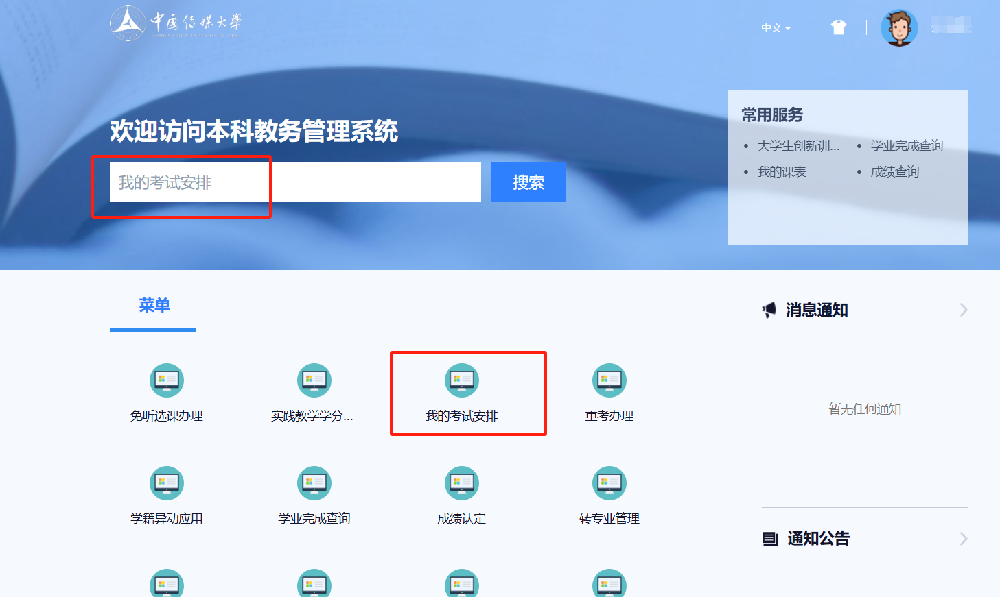 中国传媒大学
COMMUNICATION UNIVERSITY OF CHINA
中文
欢迎访问本科教务管理系统
我的考试安排
搜索
常用服务
大学生创新训...
学业完成查询
我的课表
成绩查询
菜单
免听选课办理
实践教学学分...
我的考试安排
重考办理
学籍异动应用
学业完成查询
成绩认定
转专业管理
消息通知
暂无任何通知
通知公告